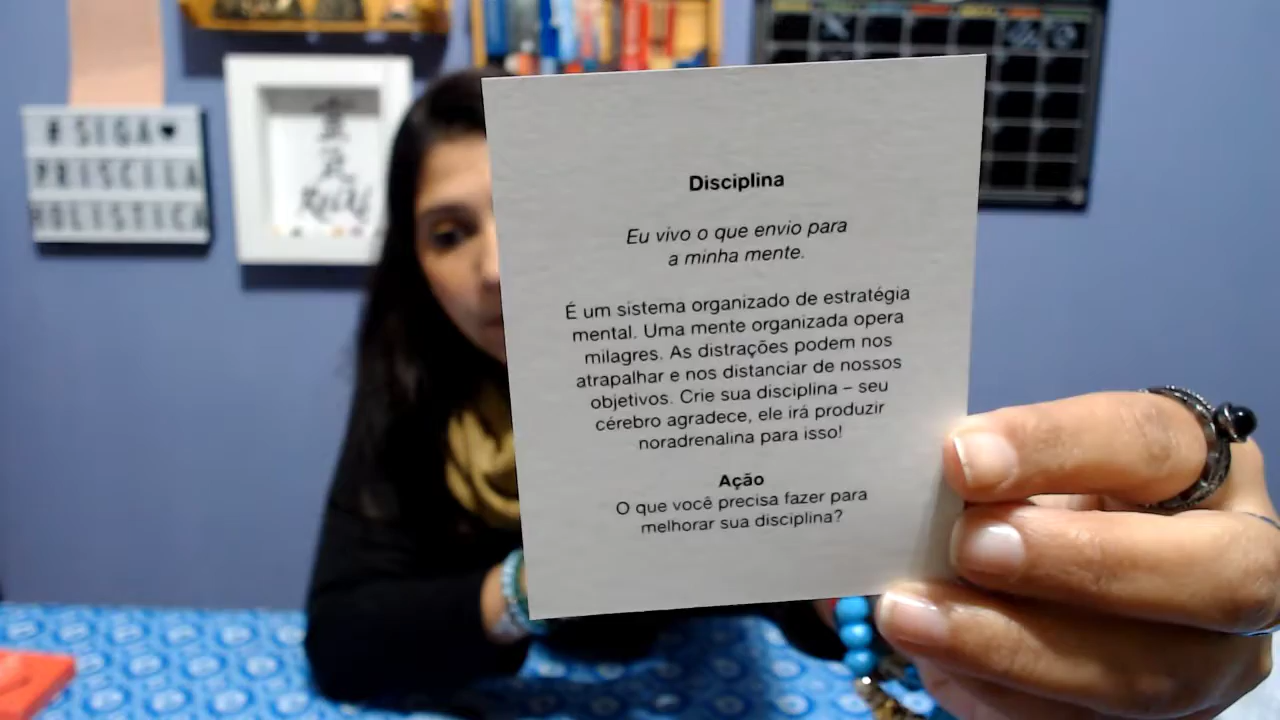 # SIGA♥
PRISCILA
HOLISTICA
Reiki
Disciplina
Eu vivo o que envio para
a minha mente.
É um sistema organizado de estratégia
mental. Uma mente organizada opera
milagres. As distrações podem nos
atrapalhar e nos distanciar de nossos
objetivos. Crie sua disciplina – seu
cérebro agradece, ele irá produzir
noradrenalina para isso!
Ação
O que você precisa fazer para
melhorar sua disciplina?